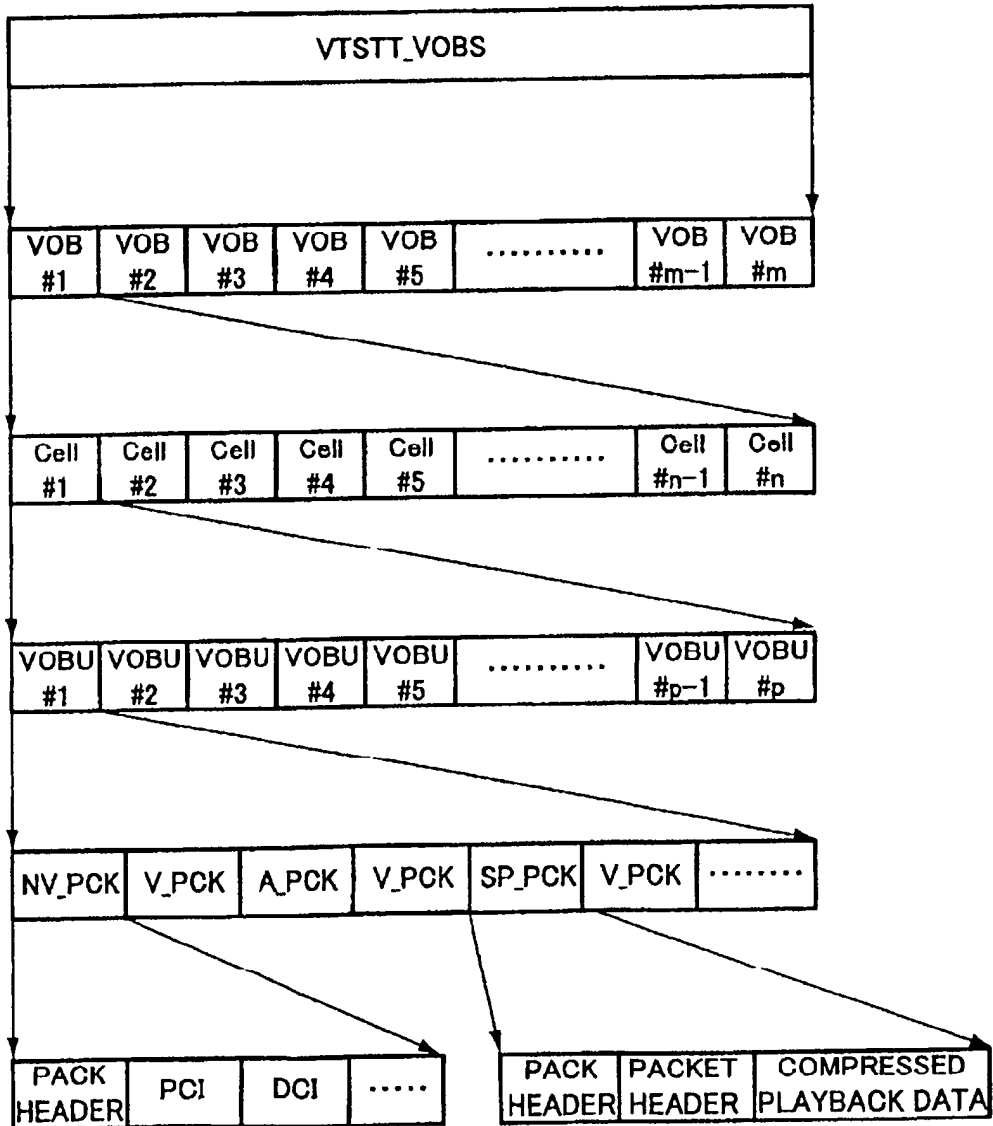 VTSTT_VOBS
VOB #1 VOB #2 VOB #3 VOB #4 VOB #5 ·········· VOB #m-1 VOB #m
Cell #1 Cell #2 Cell #3 Cell #4 Cell #5 ·········· Cell #n-1 Cell #n
VOBU #1 VOBU #2 VOBU #3 VOBU #4 VOBU #5 ·········· VOBU #p-1 VOBU #p
NV_PCK V_PCK A_PCK V_PCK SP_PCK V_PCK ········
PACK HEADER PCI DCI ·····
PACK HEADER PACKET HEADER COMPRESSED PLAYBACK DATA